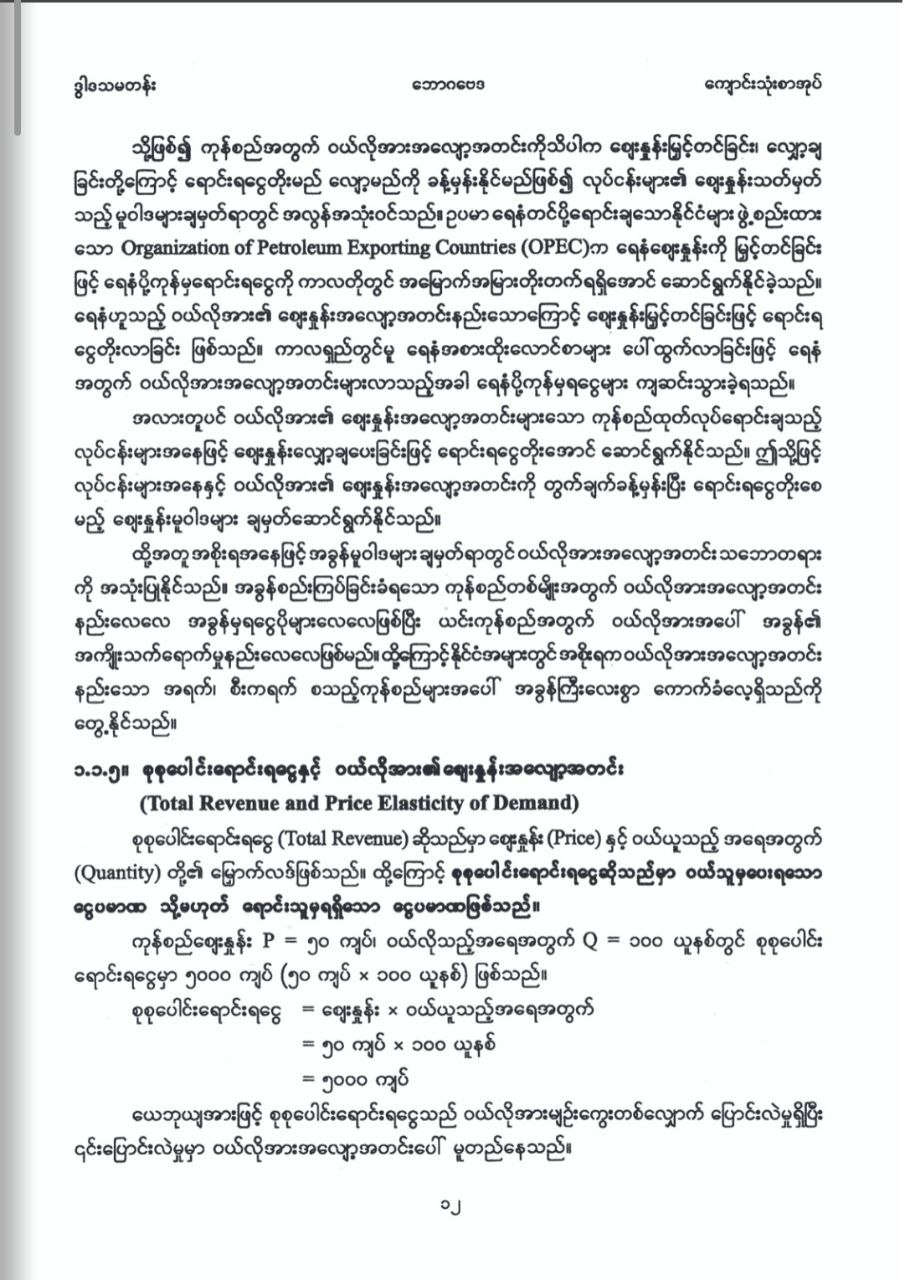 ဒွါဒသမတန်း ဘောဂဗေဒ ကျောင်းသုံးစာအုပ်
သို့ဖြစ်၍ ကုန်စည်အတွက် ဝယ်လိုအားအလျော့အတင်းကိုသိပါက ဈေးနှုန်းမြှင့်တင်ခြင်း၊ လျှော့ချ
ခြင်းတို့ကြောင့် ရောင်းရငွေတိုးမည် လျော့မည်ကို ခန့်မှန်းနိုင်မည်ဖြစ်၍ လုပ်ငန်းများ၏ ဈေးနှုန်းသတ်မှတ်
သည့် မူဝါဒများချမှတ်ရာတွင် အလွန်အသုံးဝင်သည်။ ဥပမာ ရေနံတင်ပို့ရောင်းချသောနိုင်ငံများ ဖွဲ့စည်းထား
သော Organization of Petroleum Exporting Countries (OPEC)က ရေနံဈေးနှုန်းကို မြှင့်တင်ခြင်း
ဖြင့် ရေနံပို့ကုန်မှရောင်းရငွေကို ကာလတိုတွင် အမြောက်အမြားတိုးတက်ရရှိအောင် ဆောင်ရွက်နိုင်ခဲ့သည်။
ရေနံဟူသည့် ဝယ်လိုအား၏ ဈေးနှုန်းအလျော့အတင်းနည်းသောကြောင့် ဈေးနှုန်းမြှင့်တင်ခြင်းဖြင့် ရောင်းရ
ငွေတိုးလာခြင်း ဖြစ်သည်။ ကာလရှည်တွင်မူ ရေနံအစားထိုးလောင်စာများ ပေါ်ထွက်လာခြင်းဖြင့် ရေနံ
အတွက် ဝယ်လိုအားအလျော့အတင်းများလာသည့်အခါ ရေနံပို့ကုန်မှရငွေများ ကျဆင်းသွားခဲ့ရသည်။
အလားတူပင် ဝယ်လိုအား၏ ဈေးနှုန်းအလျော့အတင်းများသော ကုန်စည်ထုတ်လုပ်ရောင်းချသည့်
လုပ်ငန်းများအနေဖြင့် ဈေးနှုန်းလျှော့ချပေးခြင်းဖြင့် ရောင်းရငွေတိုးအောင် ဆောင်ရွက်နိုင်သည်။ ဤသို့ဖြင့်
လုပ်ငန်းများအနေနှင့် ဝယ်လိုအား၏ ဈေးနှုန်းအလျော့အတင်းကို တွက်ချက်ခန့်မှန်းပြီး ရောင်းရငွေတိုးစေ
မည့် ဈေးနှုန်းမူဝါဒများ ချမှတ်ဆောင်ရွက်နိုင်သည်။
ထို့အတူ အစိုးရအနေဖြင့် အခွန်မူဝါဒများ ချမှတ်ရာတွင် ဝယ်လိုအားအလျော့အတင်း သဘောတရား
ကို အသုံးပြုနိုင်သည်။ အခွန်စည်းကြပ်ခြင်းခံရသော ကုန်စည်တစ်မျိုးအတွက် ဝယ်လိုအားအလျော့အတင်း
နည်းလေလေ အခွန်မှရငွေပိုများလေလေဖြစ်ပြီး ယင်းကုန်စည်အတွက် ဝယ်လိုအားအပေါ် အခွန်၏
အကျိုးသက်ရောက်မှုနည်းလေလေဖြစ်မည်။ ထို့ကြောင့်နိုင်ငံအများတွင် အစိုးရက ဝယ်လိုအားအလျော့အတင်း
နည်းသော အရက်၊ စီးကရက် စသည့်ကုန်စည်များအပေါ် အခွန်ကြီးလေးစွာ ကောက်ခံလေ့ရှိသည်ကို
တွေ့နိုင်သည်။
၁.၁.၅။ စုစုပေါင်းရောင်းရငွေနှင့် ဝယ်လိုအား၏ဈေးနှုန်းအလျော့အတင်း
(Total Revenue and Price Elasticity of Demand)
စုစုပေါင်းရောင်းရငွေ (Total Revenue) ဆိုသည်မှာ ဈေးနှုန်း (Price) နှင့် ဝယ်ယူသည့် အရေအတွက်
(Quantity) တို့၏ မြှောက်လဒ်ဖြစ်သည်။ ထို့ကြောင့် စုစုပေါင်းရောင်းရငွေဆိုသည်မှာ ဝယ်သူမှပေးရသော
ငွေပမာဏ သို့မဟုတ် ရောင်းသူမှရရှိသော ငွေပမာဏဖြစ်သည်။
ကုန်စည်ဈေးနှုန်း P = ၅၀ ကျပ်၊ ဝယ်လိုသည့်အရေအတွက် Q = ၁၀၀ ယူနစ်တွင် စုစုပေါင်း
ရောင်းရငွေမှာ ၅၀၀၀ ကျပ် (၅၀ ကျပ် × ၁၀၀ ယူနစ်) ဖြစ်သည်။
စုစုပေါင်းရောင်းရငွေ = ဈေးနှုန်း × ဝယ်ယူသည့်အရေအတွက်
= ၅၀ ကျပ် × ၁၀၀ ယူနစ်
= ၅၀၀၀ ကျပ်
ယေဘုယျအားဖြင့် စုစုပေါင်းရောင်းရငွေသည် ဝယ်လိုအားမျဉ်းကွေးတစ်လျှောက် ပြောင်းလဲမှုရှိပြီး
၎င်းပြောင်းလဲမှုမှာ ဝယ်လိုအားအလျော့အတင်းပေါ် မူတည်နေသည်။
၁၂